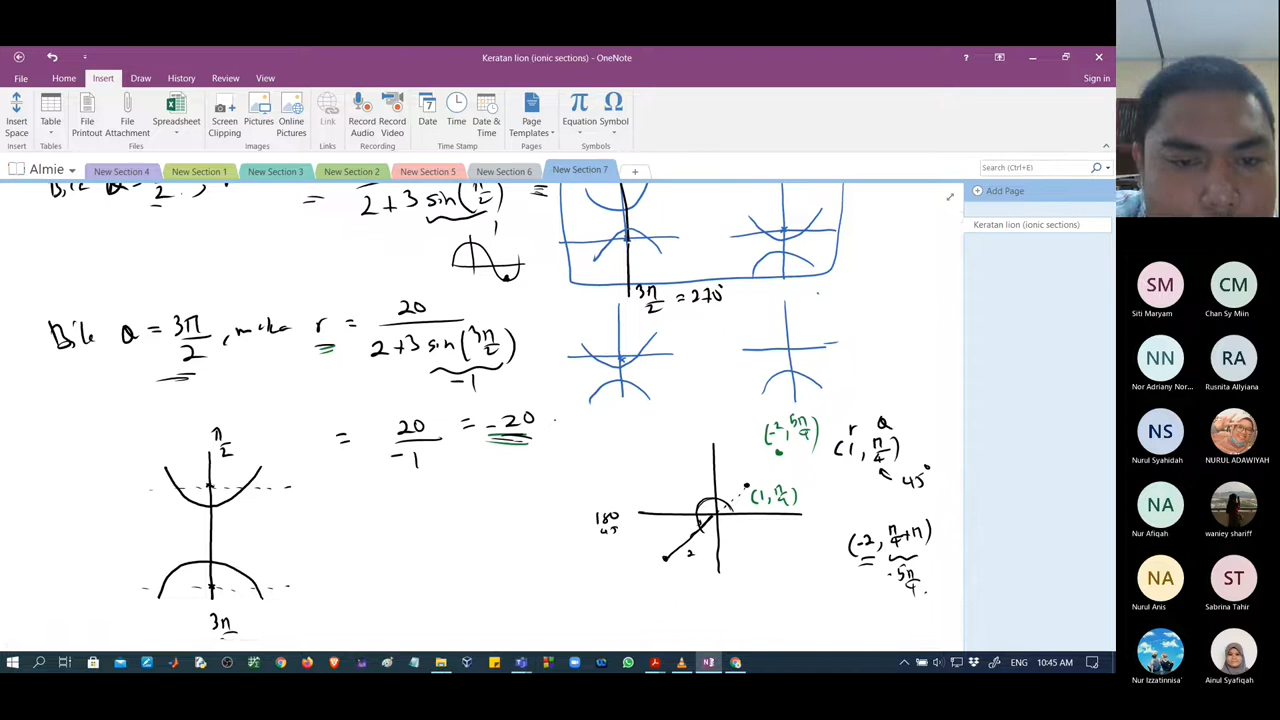 Keratan lion (ionic sections) - OneNote
File Home Insert Draw History Review View Sign in
Insert Space
Table
File Printout
File Attachment
Spreadsheet
Screen Clipping
Pictures
Online Pictures
Link
Record Audio
Record Video
Date
Time
Date & Time
Page Templates
Equation
Symbol
Insert Tables Files Images Links Recording Time Stamp Pages Symbols
Almie New Section 4 New Section 1 New Section 3 New Section 2 New Section 5 New Section 6 New Section 7
Search (Ctrl+E)
Add Page
Keratan lion (ionic sections)
= 2 + 3 sin(π/2) =
1
3π/2 = 270°
Bila θ = 3π/2, maka r = 20/(2 + 3 sin(3π/2))
-1
= 20/-1 = -20
π/2
3π
(-2, 5π/4)
r θ
(1, π/4)
45°
(1, π/4)
180
45
2
(-2, π/4+π)
5π/4
SM
Siti Maryam
CM
Chan Sy Miin
NN
Nor Adriany Nor...
RA
Rusnita Allyiana
NS
Nurul Syahidah
NURUL ADAWIYAH
NA
Nur Afiqah
waniey shariff
NA
Nurul Anis
ST
Sabrina Tahir
Nur Izzatinnisa'
Ainul Syafiqah
ENG 10:45 AM